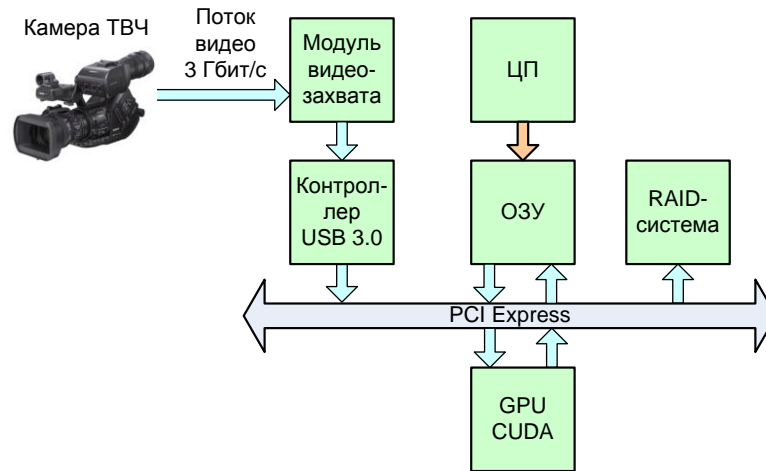 Камера ТВЧ
Поток
видео
3 Гбит/с
Модуль
видео-
захвата
ЦП
Контрол-
лер
USB 3.0
ОЗУ
RAID-
система
PCI Express
GPU
CUDA